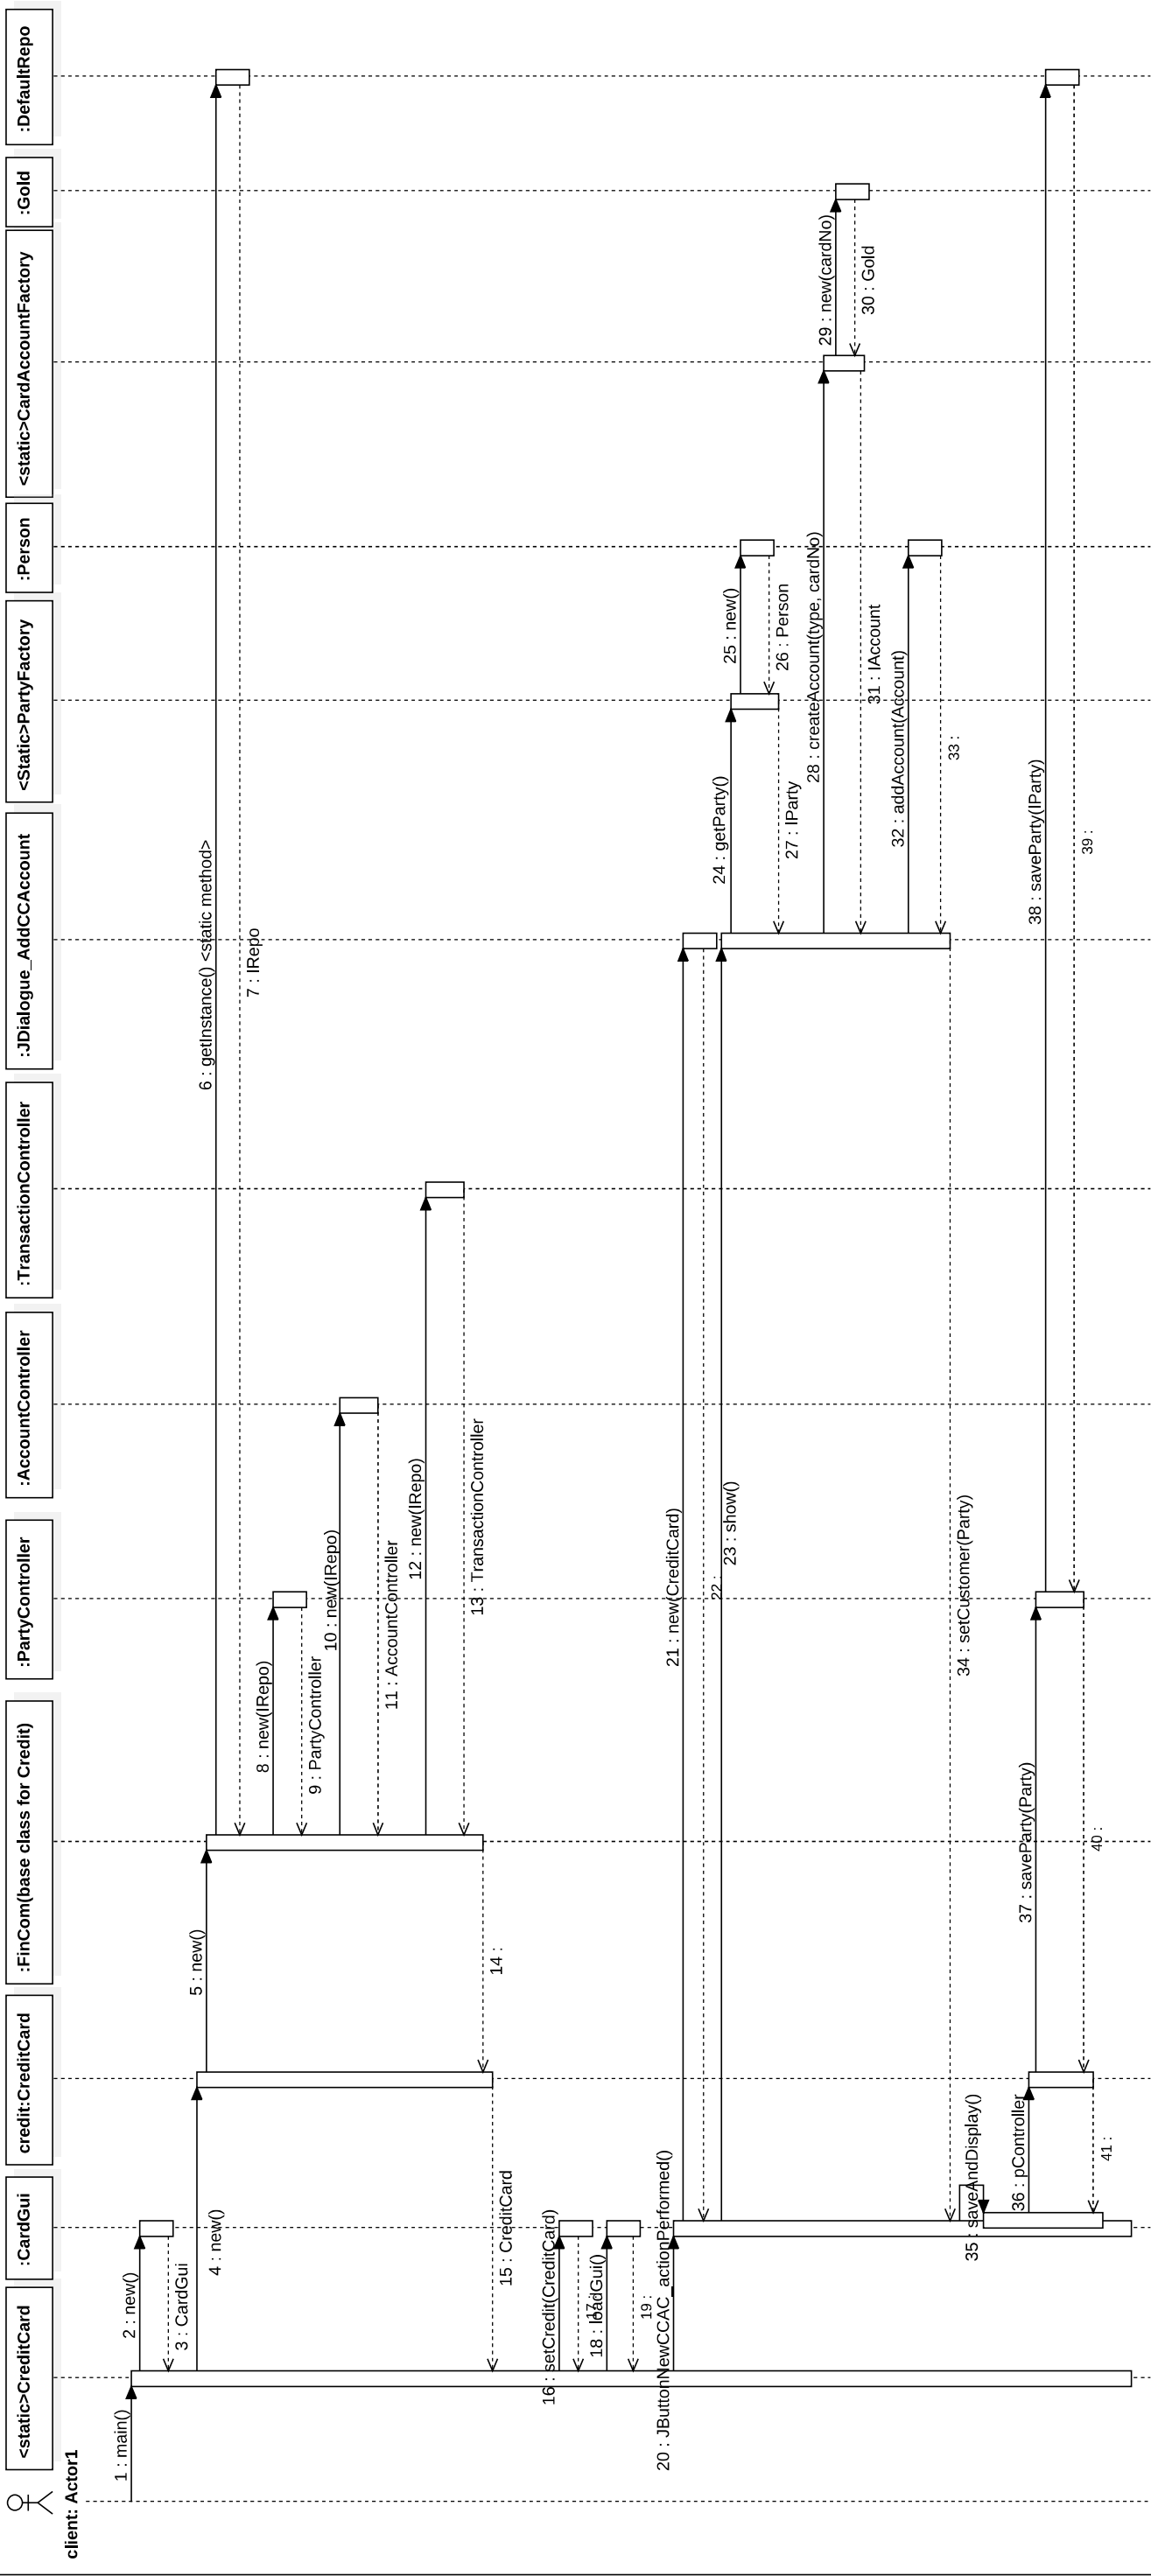 client: Actor1
<static>CreditCard
:CardGui
credit:CreditCard
:FinCom(base class for Credit)
:PartyController
:AccountController
:TransactionController
:JDialogue_AddCCAccount
<Static>PartyFactory
:Person
<static>CardAccountFactory
:Gold
:DefaultRepo
1 : main()
2 : new()
3 : CardGui
4 : new()
5 : new()
6 : getInstance() <static method>
7 : IRepo
8 : new(IRepo)
9 : PartyController
10 : new(IRepo)
11 : AccountController
12 : new(IRepo)
13 : TransactionController
14 :
15 : CreditCard
16 : setCredit(CreditCard)
17 :
18 : loadGui()
19 :
20 : JButtonNewCCAC_actionPerformed()
21 : new(CreditCard)
22 :
23 : show()
24 : getParty()
25 : new()
26 : Person
27 : IParty
28 : createAccount(type, cardNo)
29 : new(cardNo)
30 : Gold
31 : IAccount
32 : addAccount(Account)
33 :
34 : setCustomer(Party)
35 : saveAndDisplay()
36 : pController
37 : saveParty(Party)
38 : saveParty(IParty)
39 :
40 :
41 :